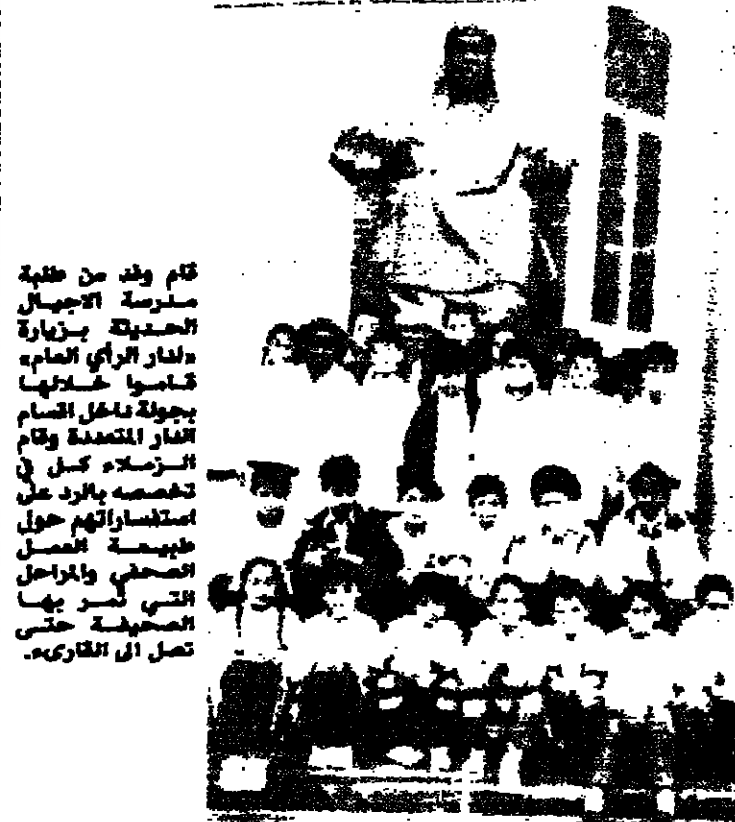 قام وفد من طلبة
مدرسة الاجيال
الحديثة بزيارة
«لدار الرأي العام»
قاموا خلالها
بجولة داخل اقسام
الدار المتعددة وقام
الزملاء كل في
تخصصه بالرد على
استفساراتهم حول
طبيعة العمل
الصحفي والمراحل
التي تمر بها
الصحيفة حتى
تصل الى القارىء.